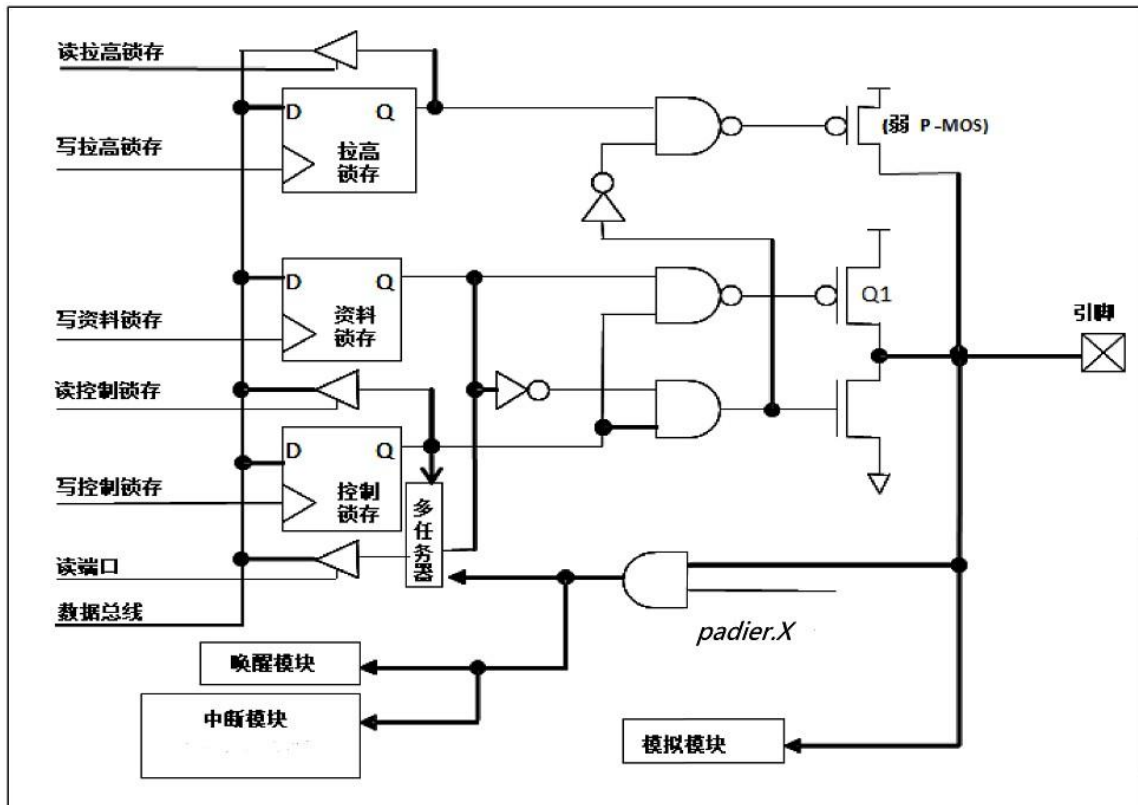 读拉高锁存
D
Q
(弱 P-MOS)
写拉高锁存
拉高
锁存
D
Q
Q1
写资料锁存
资料
锁存
引脚
读控制锁存
D
Q
写控制锁存
控制
锁存
多任务器
读端口
数据总线
padier.X
唤醒模块
中断模块
模拟模块